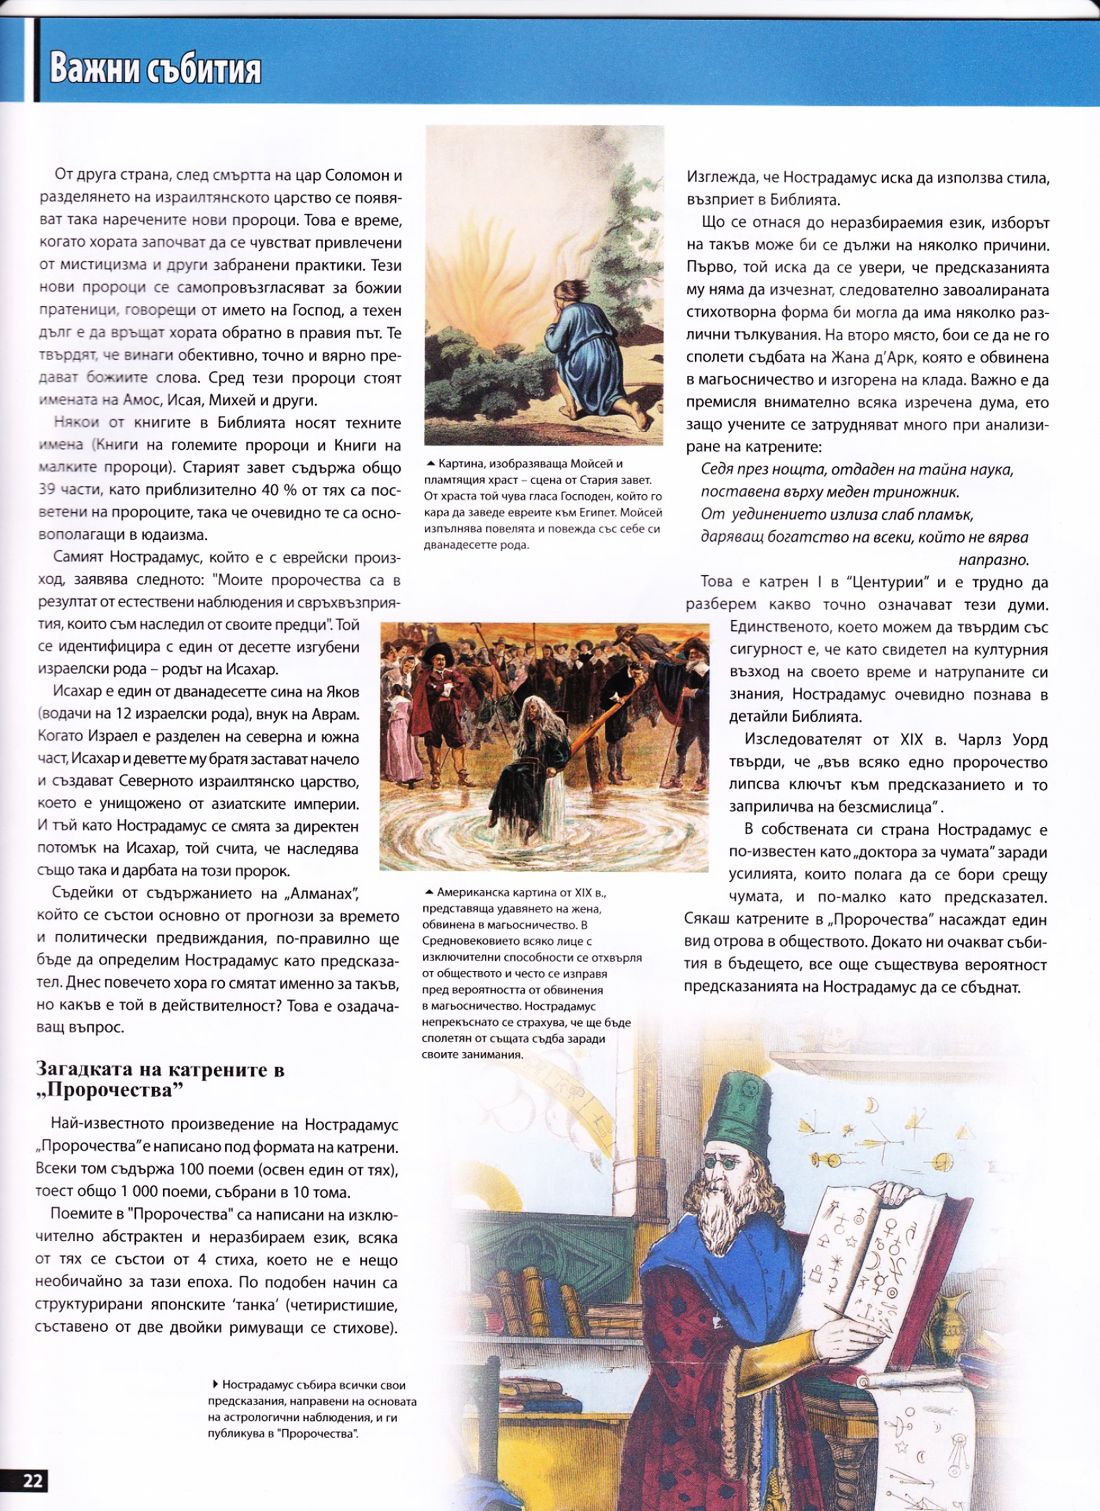 Важни събития
От друга страна, след смъртта на цар Соломон и
разделянето на израилтянското царство се появя-
ват така наречените нови пророци. Това е време,
когато хората започват да се чувстват привлечени
от мистицизма и други забранени практики. Тези
нови пророци се самопровъзгласяват за божии
пратеници, говорещи от името на Господ, а техен
дълг е да връщат хората обратно в правия път. Те
твърдят, че винаги обективно, точно и вярно пре-
дават божиите слова. Сред тези пророци стоят
имената на Амос, Исая, Михей и други.
Някои от книгите в Библията носят техните
имена (Книги на големите пророци и Книги на
малките пророци). Старият завет съдържа общо
39 части, като приблизително 40 % от тях са пос-
ветени на пророците, така че очевидно те са осно-
вополагащи в юдаизма.
Самият Нострадамус, който е с еврейски произ-
ход, заявява следното: "Моите пророчества са в
резултат от естествени наблюдения и свръхвъзприя-
тия, които съм наследил от своите предци". Той
се идентифицира с един от десетте изгубени
израелски рода – родът на Исахар.
Исахар е един от дванадесетте сина на Яков
(водачи на 12 израелски рода), внук на Аврам.
Когато Израел е разделен на северна и южна
част, Исахар и деветте му братя застават начело
и създават Северното израилтянско царство,
което е унищожено от азиатските империи.
И тъй като Нострадамус се смята за директен
потомък на Исахар, той счита, че наследява
също така и дарбата на този пророк.
Съдейки от съдържанието на „Алманах”,
който се състои основно от прогнози за времето
и политически предвиждания, по-правилно ще
бъде да определим Нострадамус като предсказа-
тел. Днес повечето хора го смятат именно за такъв,
но какъв е той в действителност? Това е озадача-
ващ въпрос.
Загадката на катрените в
„Пророчества”
Най-известното произведение на Нострадамус
„Пророчества” е написано под формата на катрени.
Всеки том съдържа 100 поеми (освен един от тях),
тоест общо 1 000 поеми, събрани в 10 тома.
Поемите в "Пророчества" са написани на изклю-
чително абстрактен и неразбираем език, всяка
от тях се състои от 4 стиха, което не е нещо
необичайно за тази епоха. По подобен начин са
структурирани японските ‘танка‘ (четиристишие,
съставено от две двойки римуващи се стихове).
Картина, изобразяваща Мойсей и
пламтящия храст – сцена от Стария завет.
От храста той чува гласа Господен, който го
кара да заведе евреите към Египет. Мойсей
изпълнява повелята и повежда със себе си
дванадесетте рода.
Американска картина от XIX в.,
представяща удавянето на жена,
обвинена в магьосничество. В
Средновековието всяко лице с
изключителни способности се отхвърля
от обществото и често се изправя
пред вероятността от обвинения
в магьосничество. Нострадамус
непрекъснато се страхува, че ще бъде
сполетян от същата съдба заради
своите занимания.
Нострадамус събира всички свои
предсказания, направени на основата
на астрологични наблюдения, и ги
публикува в "Пророчества".
Изглежда, че Нострадамус иска да използва стила,
възприет в Библията.
Що се отнася до неразбираемия език, изборът
на такъв може би се дължи на няколко причини.
Първо, той иска да се увери, че предсказанията
му няма да изчезнат, следователно завоалираната
стихотворна форма би могла да има няколко раз-
лични тълкувания. На второ място, бои се да не го
сполети съдбата на Жана д’Арк, която е обвинена
в магьосничество и изгорена на клада. Важно е да
премисля внимателно всяка изречена дума, ето
защо учените се затрудняват много при анализи-
ране на катрените:
Седя през нощта, отдаден на тайна наука,
поставена върху меден триножник.
От уединението излиза слаб пламък,
даряващ богатство на всеки, който не вярва
напразно.
Това е катрен I в “Центурии” и е трудно да
разберем какво точно означават тези думи.
Единственото, което можем да твърдим със
сигурност е, че като свидетел на културния
възход на своето време и натрупаните си
знания, Нострадамус очевидно познава в
детайли Библията.
Изследователят от XIX в. Чарлз Уорд
твърди, че „във всяко едно пророчество
липсва ключът към предсказанието и то
заприличва на безсмислица” .
В собствената си страна Нострадамус е
по-известен като „доктора за чумата” заради
усилията, които полага да се бори срещу
чумата, и по-малко като предсказател.
Сякаш катрените в „Пророчества” насаждат един
вид отрова в обществото. Докато ни очакват съби-
тия в бъдещето, все още съществува вероятност
предсказанията на Нострадамус да се сбъднат.
22